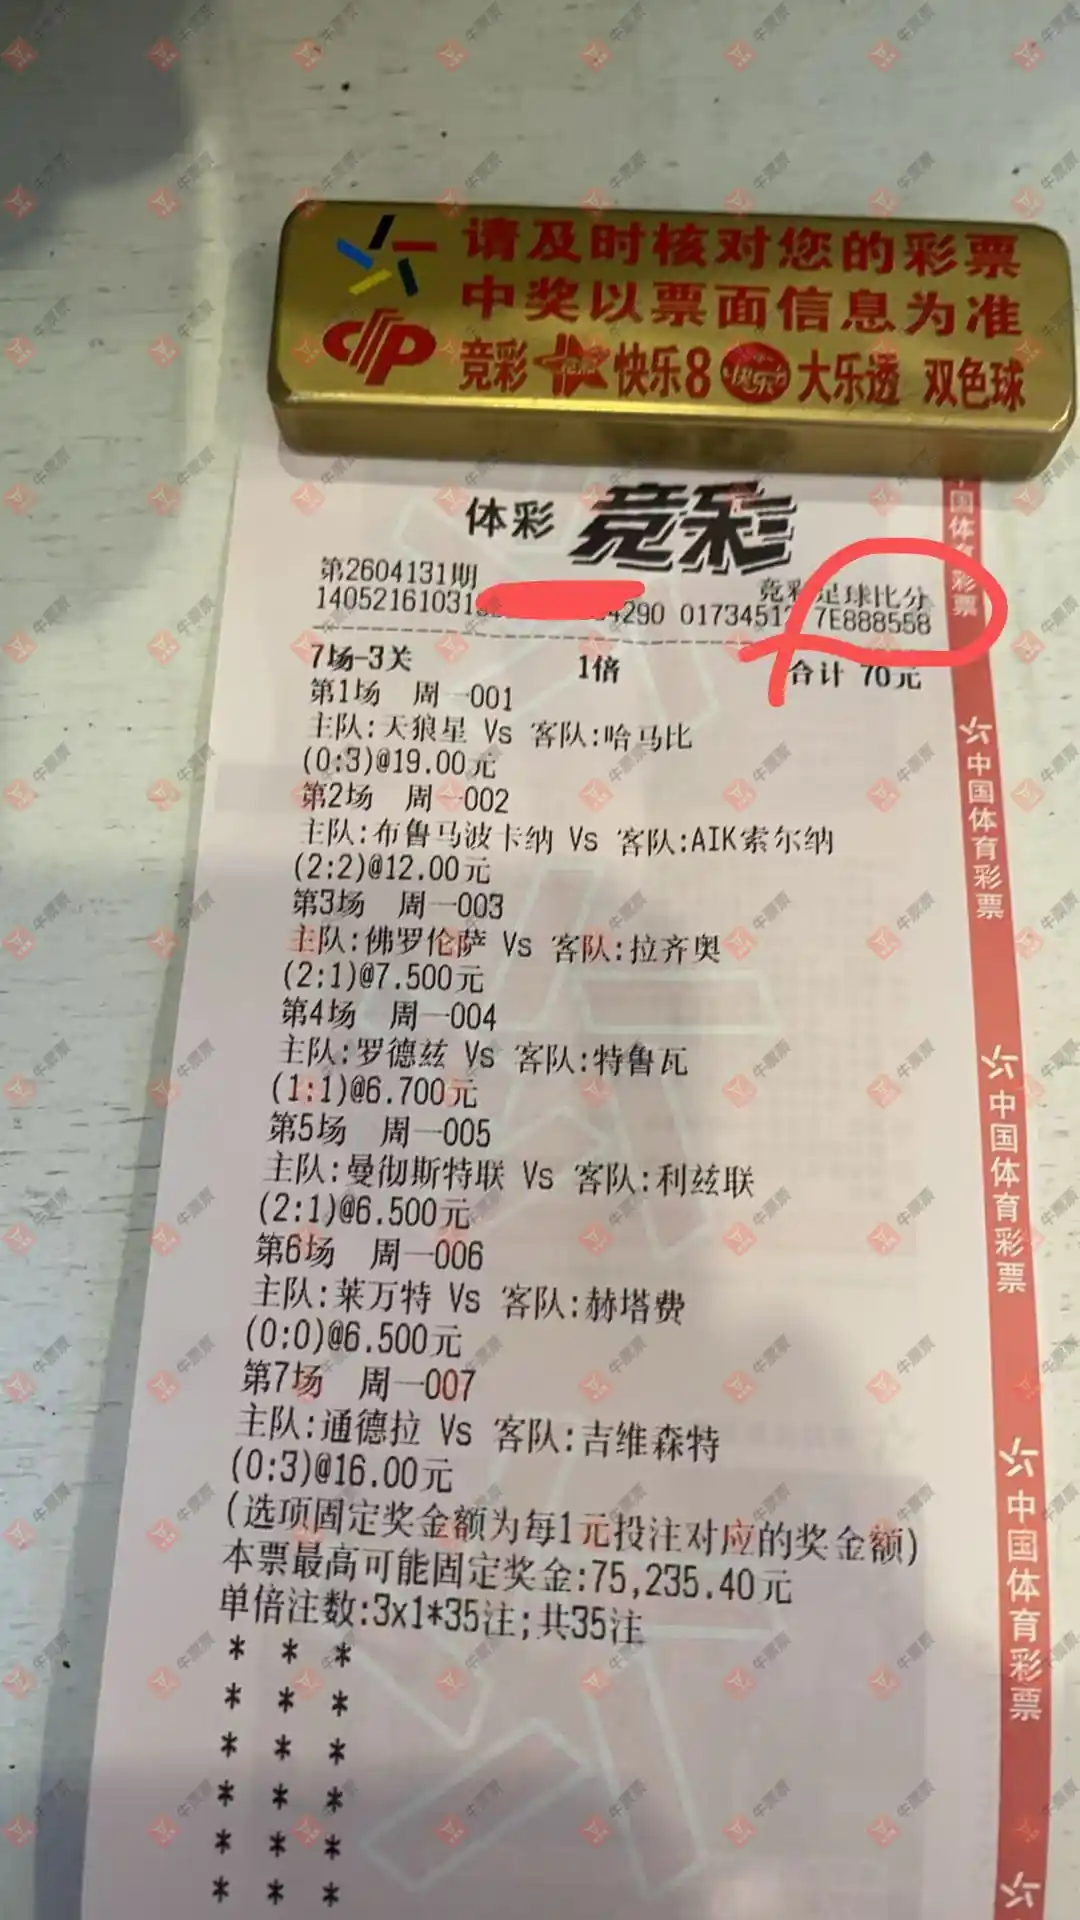 请及时核对您的彩票
中奖以票面信息为准
竞彩 快乐8 大乐透 双色球
体彩 竞彩
第2604131期
竞彩足球比分
140521610313 4290 0173451 7E888558
7场-3关 1倍 合计 70元
第1场 周一001
主队:天狼星 Vs 客队:哈马比
(0:3)@19.00元
第2场 周一002
主队:布鲁马波卡纳 Vs 客队:AIK索尔纳
(2:2)@12.00元
第3场 周一003
主队:佛罗伦萨 Vs 客队:拉齐奥
(2:1)@7.500元
第4场 周一004
主队:罗德兹 Vs 客队:特鲁瓦
(1:1)@6.700元
第5场 周一005
主队:曼彻斯特联 Vs 客队:利兹联
(2:1)@6.500元
第6场 周一006
主队:莱万特 Vs 客队:赫塔费
(0:0)@6.500元
第7场 周一007
主队:通德拉 Vs 客队:吉维森特
(0:3)@16.00元
(选项固定奖金额为每1元投注对应的奖金额)
本票最高可能固定奖金:75,235.40元
单倍注数:3x1*35注;共35注
* * *
* * *
* * *
* * *
* * *
* * *
中国体育彩票
中国体育彩票
中国体育彩票
中国体育彩票
牛票票